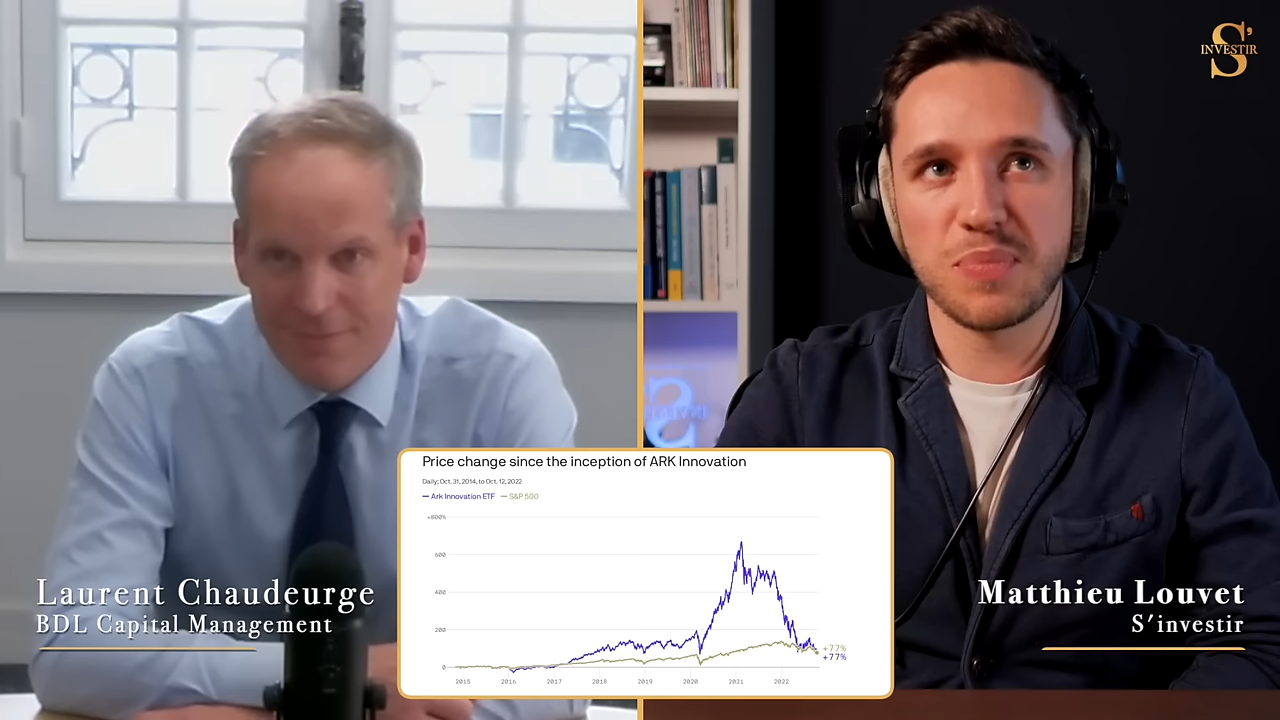 S'
INVESTIR
Price change since the inception of ARK Innovation
Daily; Oct. 31, 2014, to Oct. 12, 2022
Ark Innovation ETF
S&P 500
+800%
600
400
200
0
+77%
+77%
2015
2016
2017
2018
2019
2020
2021
2022
Laurent Chaudeurge
BDL Capital Management
Matthieu Louvet
S'investir